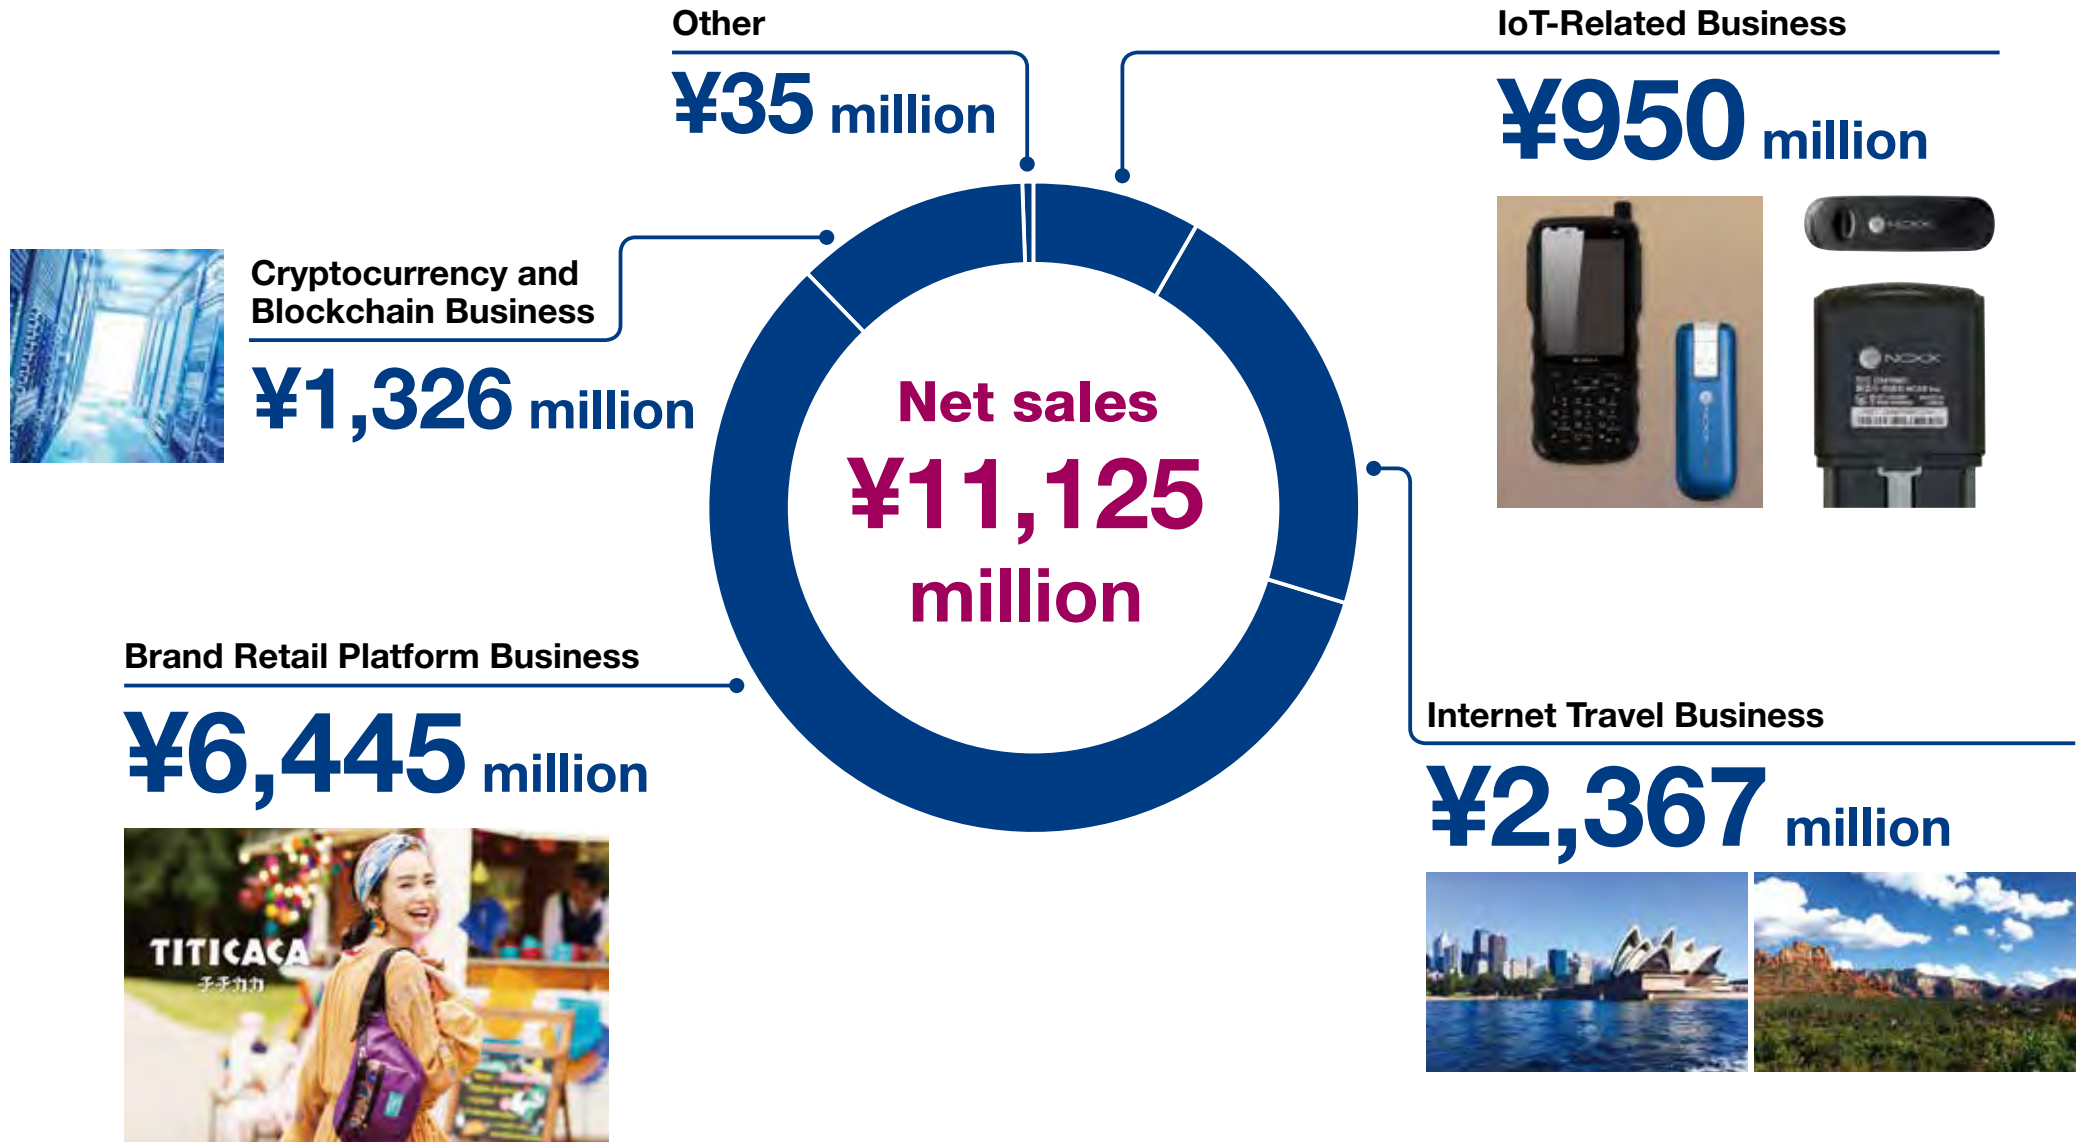 Other
¥35 million
IoT-Related Business
¥950 million
NCXX
NCXX
Cryptocurrency and
Blockchain Business
¥1,326 million
Net sales
¥11,125
million
Brand Retail Platform Business
¥6,445 million
TITICACA
チチカカ
Internet Travel Business
¥2,367 million